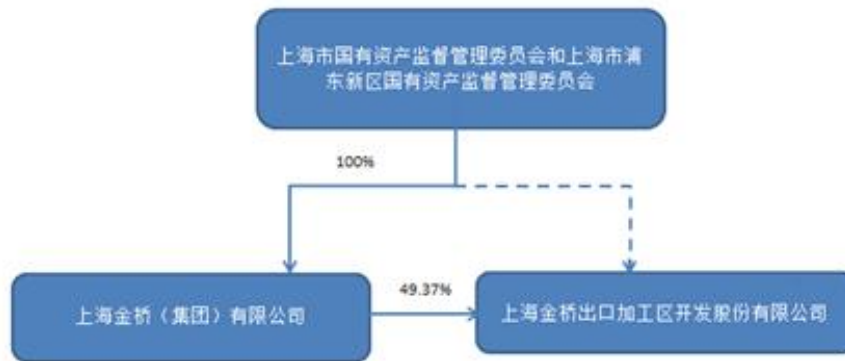 上海市国有资产监督管理委员会和上海市浦
东新区国有资产监督管理委员会
100%
49.37%
上海金桥（集团）有限公司
上海金桥出口加工区开发股份有限公司